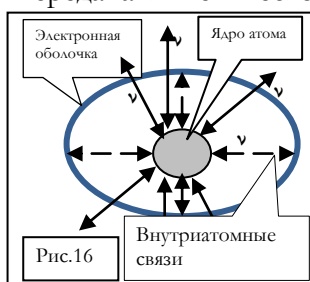 Электронная
оболочка
ν
Ядро атома
ν
ν
ν
Рис.16
Внутриатомные
связи